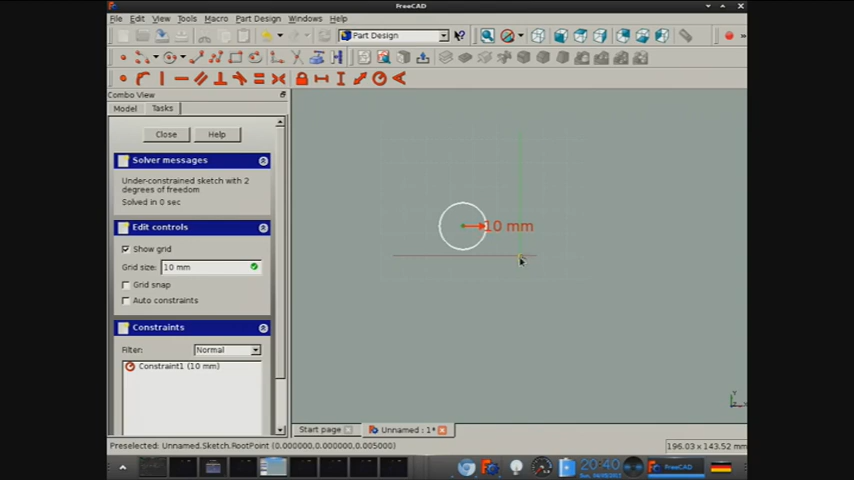 FreeCAD
File Edit View Tools Macro Part Design Windows Help
Part Design
Combo View
Model Tasks
Close Help
Solver messages
Under-constrained sketch with 2
degrees of freedom
Solved in 0 sec
Edit controls
Show grid
Grid size: 10 mm
Grid snap
Auto constraints
Constraints
Filter: Normal
Constraint1 (10 mm)
10 mm
Y
Start page Unnamed : 1*
Preselected: Unnamed.Sketch.RootPoint (0.000000,0.000000,0.005000)
196.03 x 143.52 mm
20:40
FreeCAD